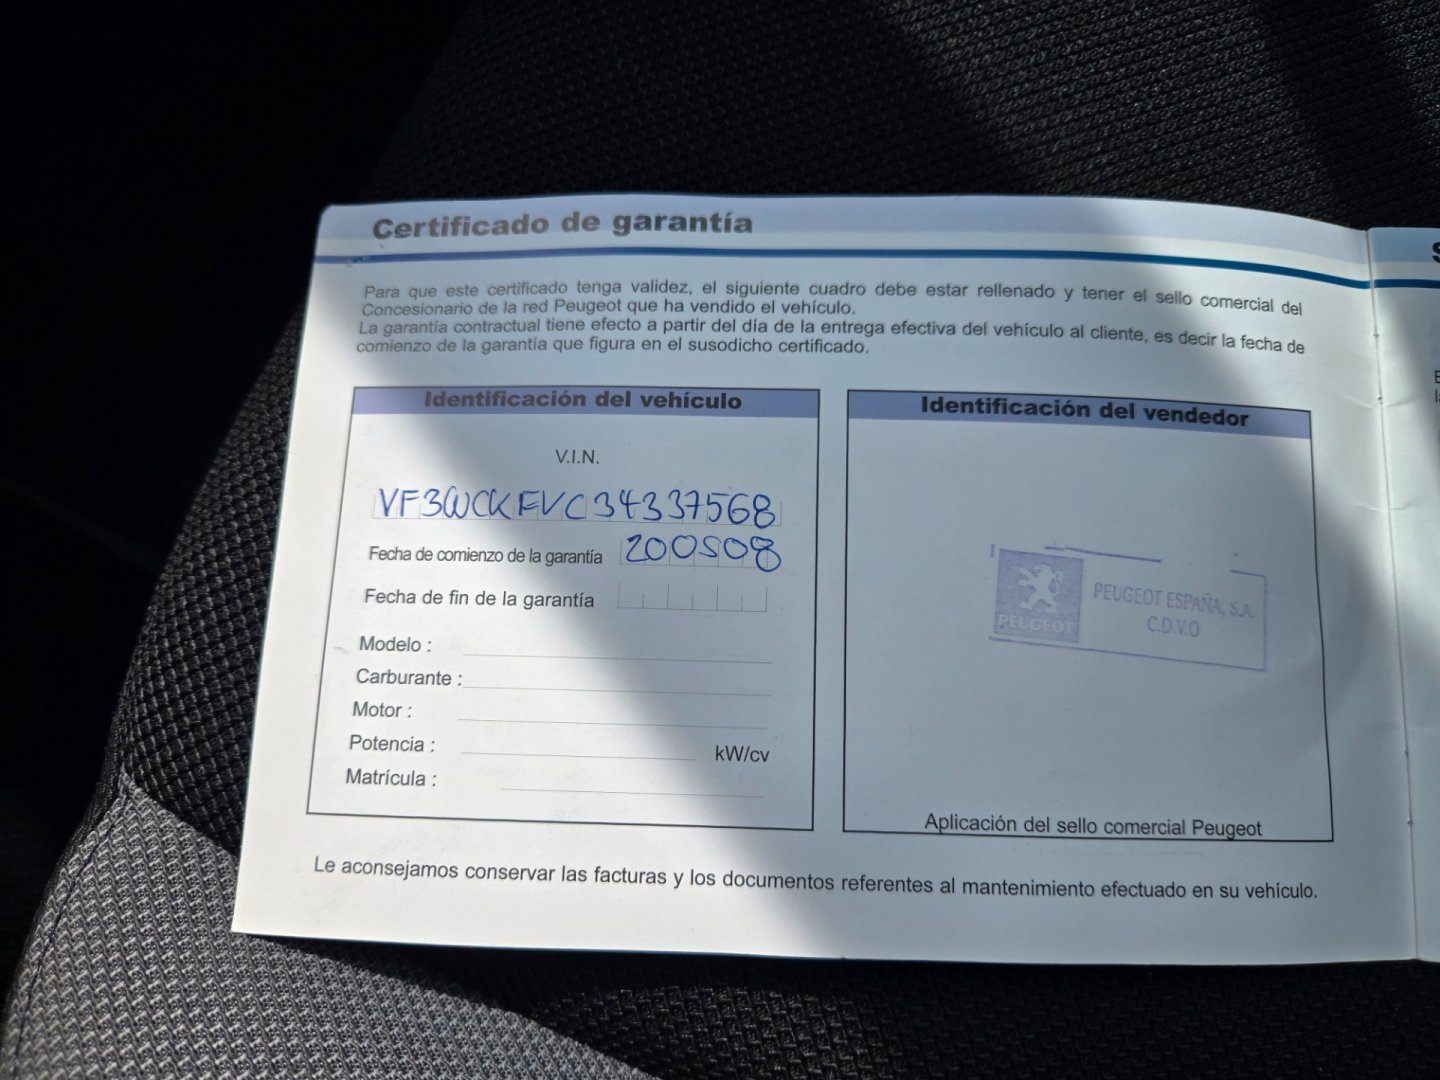 Certificado de garantía
Para que este certificado tenga validez, el siguiente cuadro debe estar rellenado y tener el sello comercial del
Concesionario de la red Peugeot que ha vendido el vehículo.
La garantía contractual tiene efecto a partir del día de la entrega efectiva del vehículo al cliente, es decir la fecha de
comienzo de la garantía que figura en el susodicho certificado.
Identificación del vehículo
V.I.N.
VF3WCKFVC34337568
Fecha de comienzo de la garantía 200508
Fecha de fin de la garantía
Modelo :
Carburante :
Motor :
Potencia : kW/cv
Matrícula :
Identificación del vendedor
PEUGEOT
PEUGEOT ESPAÑA, S.A.
C.D.V.O
Aplicación del sello comercial Peugeot
Le aconsejamos conservar las facturas y los documentos referentes al mantenimiento efectuado en su vehículo.